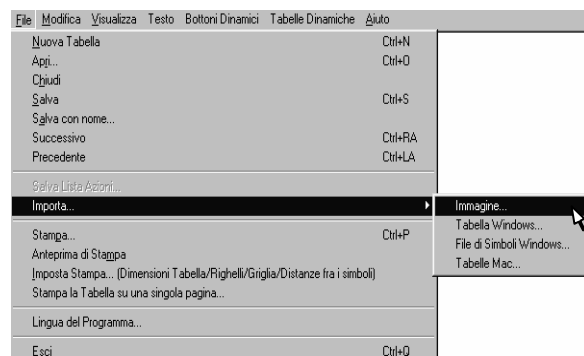 File Modifica Visualizza Testo Bottoni Dinamici Tabelle Dinamiche Aiuto
Nuova Tabella Ctrl+N
Apri... Ctrl+O
Chiudi
Salva Ctrl+S
Salva con nome...
Successivo Ctrl+RA
Precedente Ctrl+LA
Salva Lista Azioni...
Importa...
Immagine...
Tabella Windows...
File di Simboli Windows...
Tabelle Mac...
Stampa... Ctrl+P
Anteprima di Stampa
Imposta Stampa... (Dimensioni Tabella/Righelli/Griglia/Distanze fra i simboli)
Stampa la Tabella su una singola pagina...
Lingua del Programma...
Esci Ctrl+Q